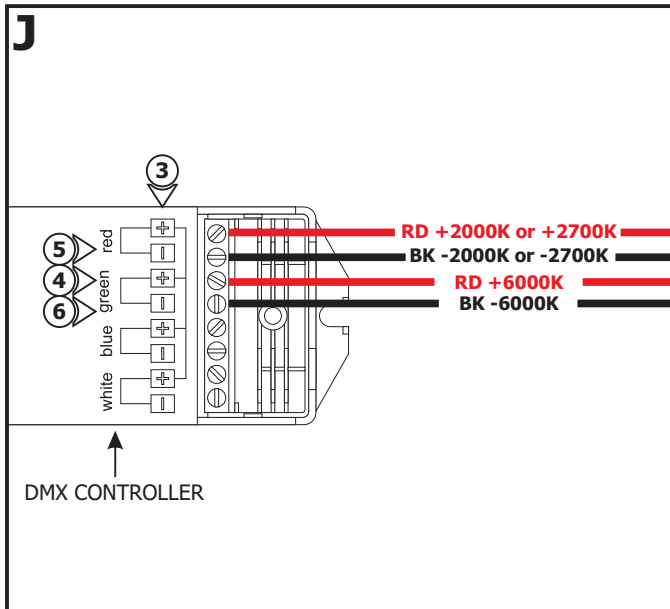 J
3
RD +2000K or +2700K
5 red + −
BK -2000K or -2700K
4 green + −
RD +6000K
6
BK -6000K
blue + −
white + −
DMX CONTROLLER